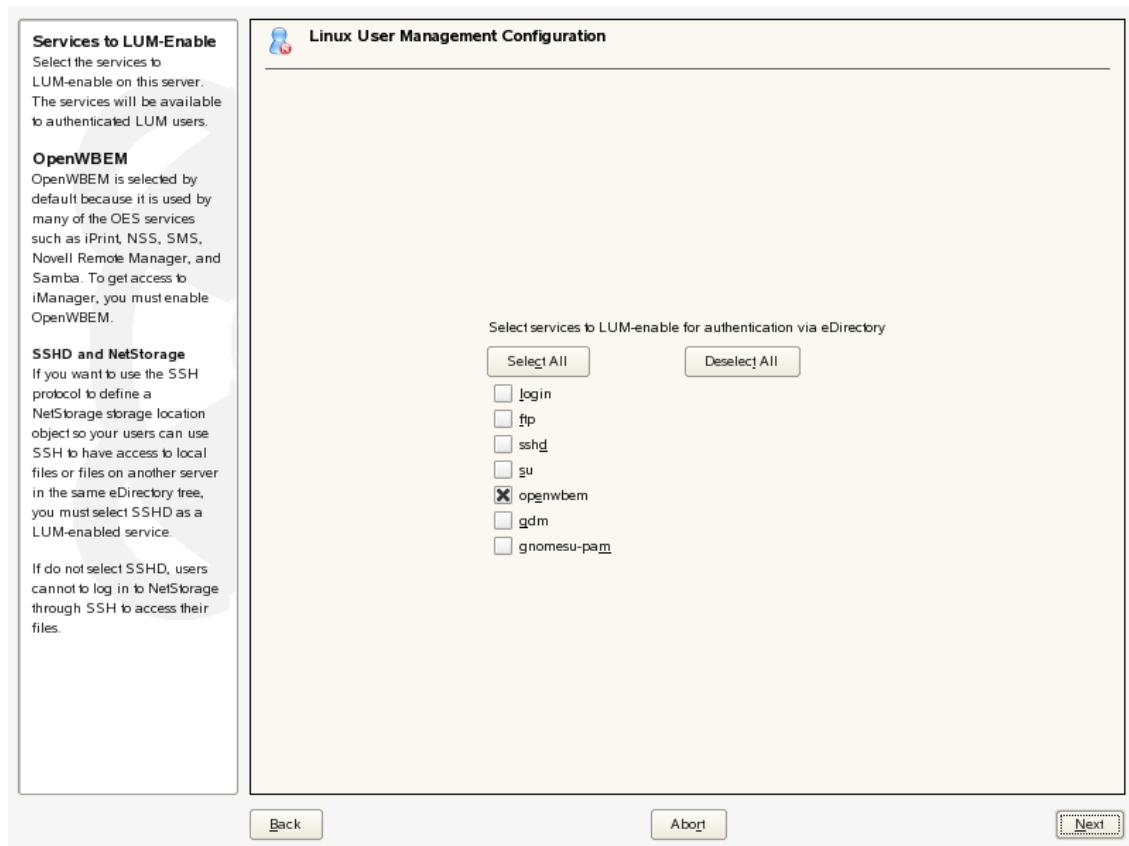 Services to LUM-Enable
Select the services to
LUM-enable on this server.
The services will be available
to authenticated LUM users.
OpenWBEM
OpenWBEM is selected by
default because it is used by
many of the OES services
such as iPrint, NSS, SMS,
Novell Remote Manager, and
Samba. To get access to
iManager, you must enable
OpenWBEM.
SSHD and NetStorage
If you want to use the SSH
protocol to define a
NetStorage storage location
object so your users can use
SSH to have access to local
files or files on another server
in the same eDirectory tree,
you must select SSHD as a
LUM-enabled service.
If do not select SSHD, users
cannot to log in to NetStorage
through SSH to access their
files.
Linux User Management Configuration
Select services to LUM-enable for authentication via eDirectory
Select All
Deselect All
login
ftp
sshd
su
openwbem
gdm
gnomesu-pam
Back
Abort
Next